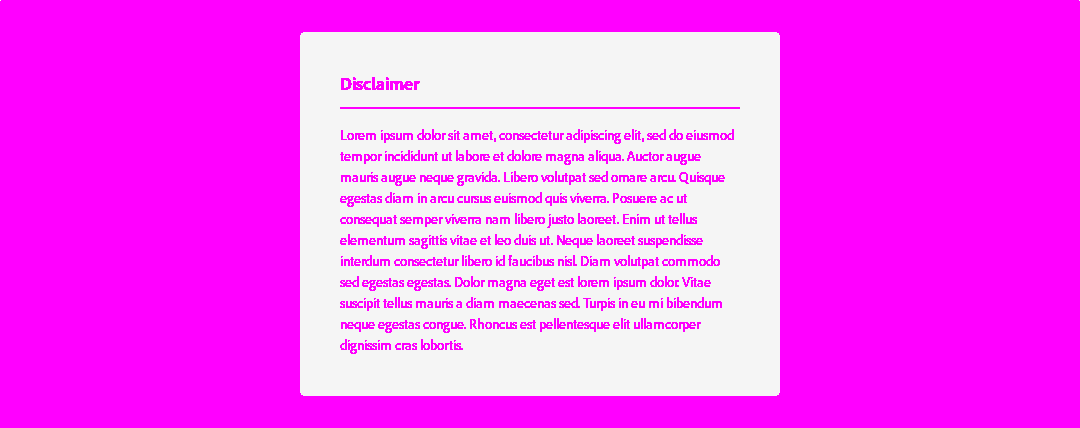 Disclaimer
Lorem ipsum dolor sit amet, consectetur adipiscing elit, sed do eiusmod
tempor incididunt ut labore et dolore magna aliqua. Auctor augue
mauris augue neque gravida. Libero volutpat sed ornare arcu. Quisque
egestas diam in arcu cursus euismod quis viverra. Posuere ac ut
consequat semper viverra nam libero justo laoreet. Enim ut tellus
elementum sagittis vitae et leo duis ut. Neque laoreet suspendisse
interdum consectetur libero id faucibus nisl. Diam volutpat commodo
sed egestas egestas. Dolor magna eget est lorem ipsum dolor. Vitae
suscipit tellus mauris a diam maecenas sed. Turpis in eu mi bibendum
neque egestas congue. Rhoncus est pellentesque elit ullamcorper
dignissim cras lobortis.